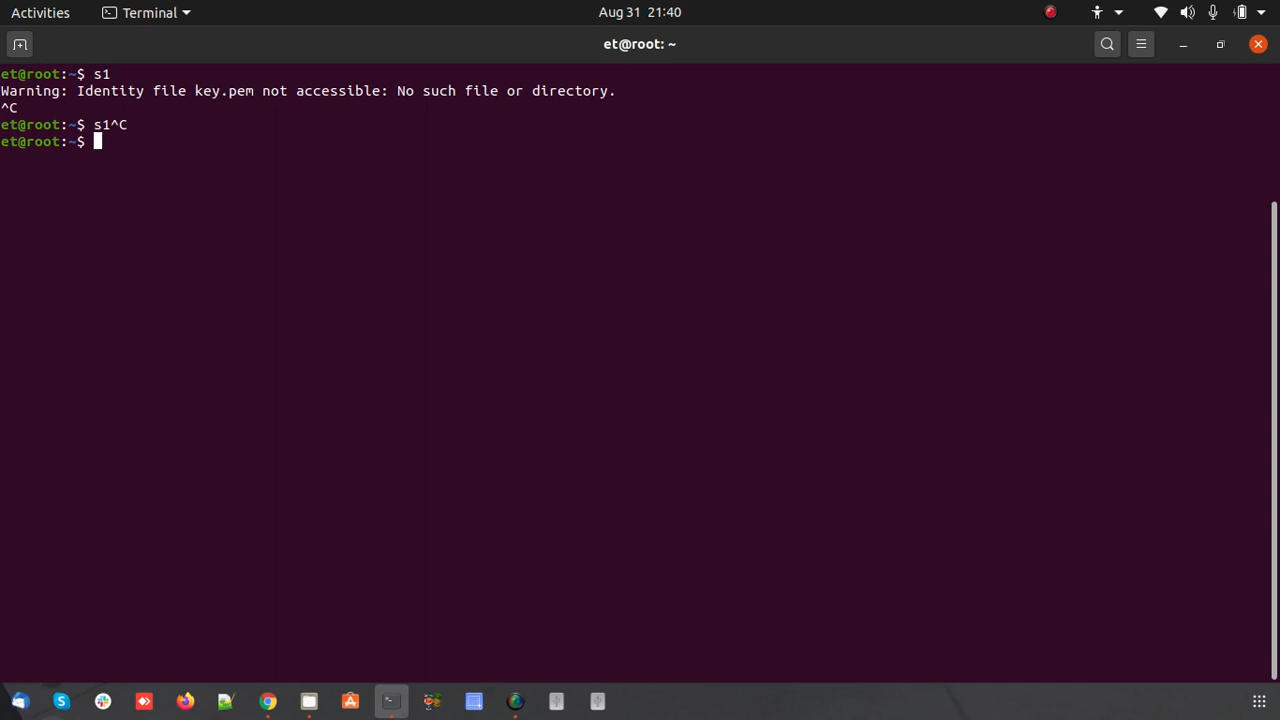 Activities Terminal Aug 31 21:40
et@root: ~
et@root:~$ s1
Warning: Identity file key.pem not accessible: No such file or directory.
^C
et@root:~$ s1^C
et@root:~$